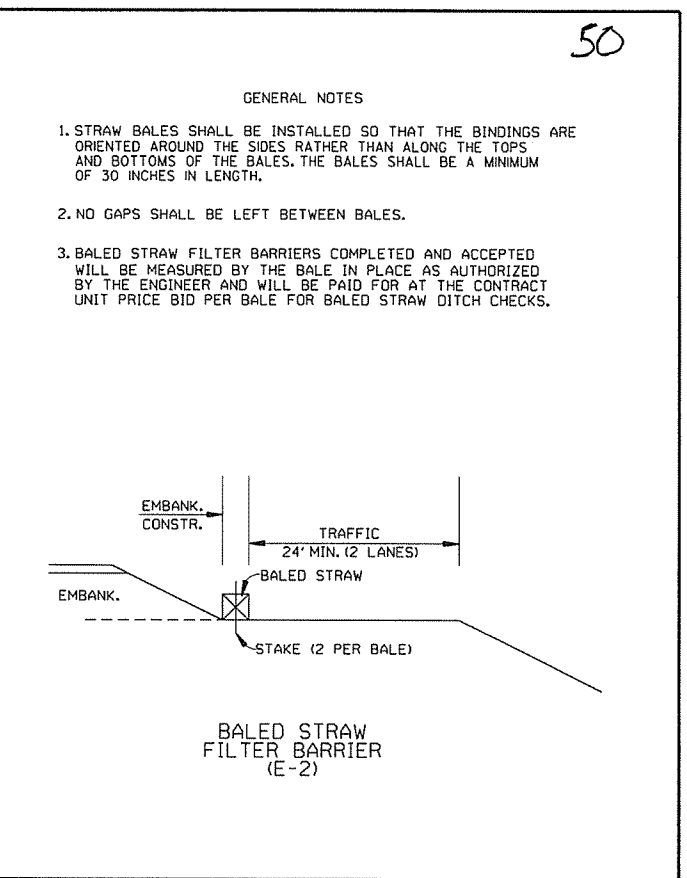 50
GENERAL NOTES
1. STRAW BALES SHALL BE INSTALLED SO THAT THE BINDINGS ARE
ORIENTED AROUND THE SIDES RATHER THAN ALONG THE TOPS
AND BOTTOMS OF THE BALES. THE BALES SHALL BE A MINIMUM
OF 30 INCHES IN LENGTH.
2. NO GAPS SHALL BE LEFT BETWEEN BALES.
3. BALED STRAW FILTER BARRIERS COMPLETED AND ACCEPTED
WILL BE MEASURED BY THE BALE IN PLACE AS AUTHORIZED
BY THE ENGINEER AND WILL BE PAID FOR AT THE CONTRACT
UNIT PRICE BID PER BALE FOR BALED STRAW DITCH CHECKS.
EMBANK.
CONSTR.
TRAFFIC
24' MIN. (2 LANES)
BALED STRAW
EMBANK.
STAKE (2 PER BALE)
BALED STRAW
FILTER BARRIER
(E-2)